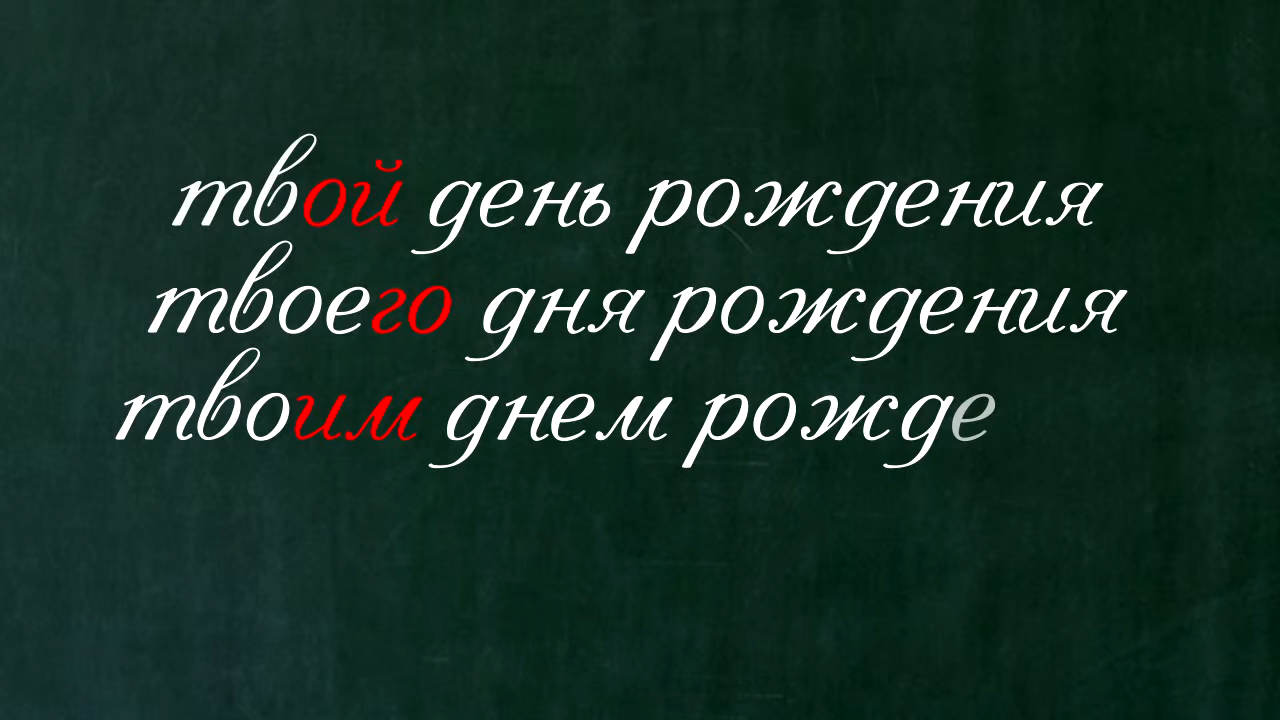 твой день рождения
твоего дня рождения
твоим днем рожде